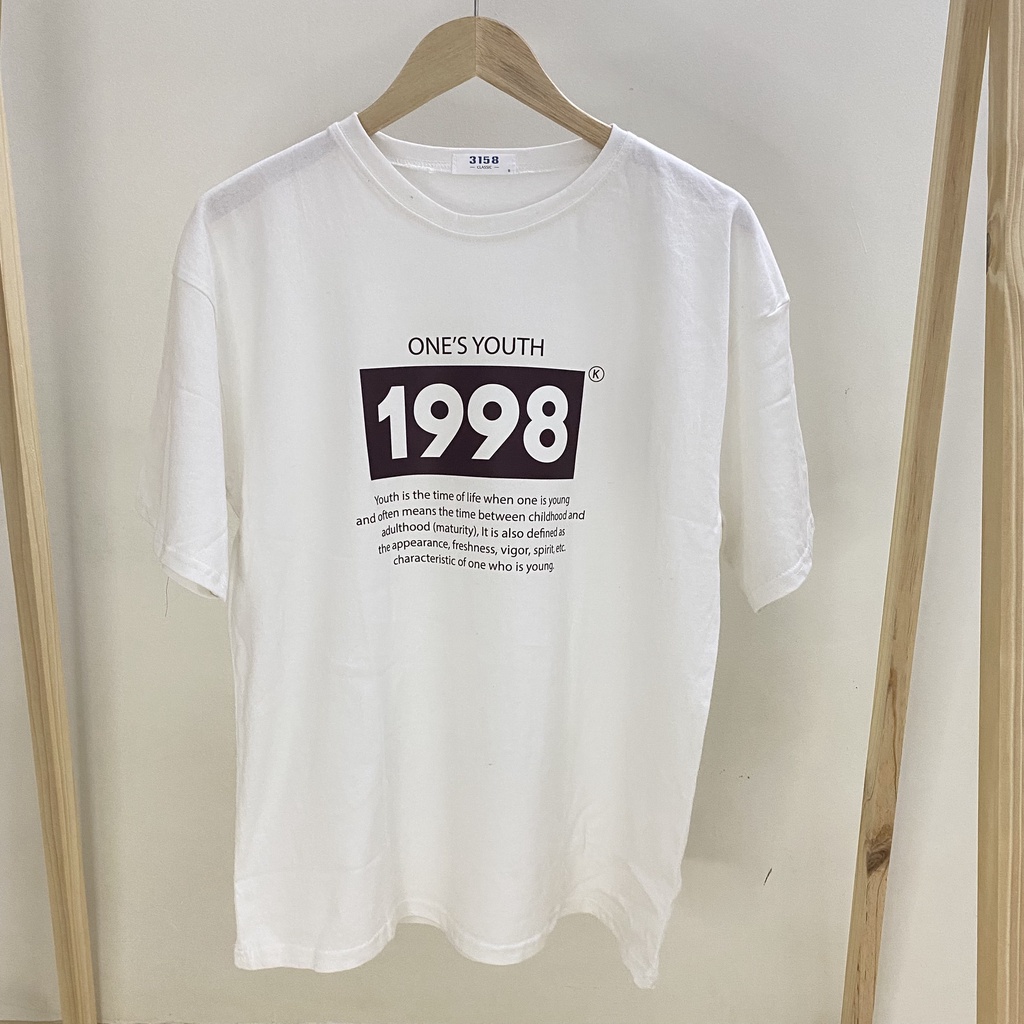 3158
CLASSIC
ONE'S YOUTH
K
1998
Youth is the time of life when one is young
and often means the time between childhood and
adulthood (maturity), It is also defined as
the appearance, freshness, vigor, spirit, etc.
characteristic of one who is young.